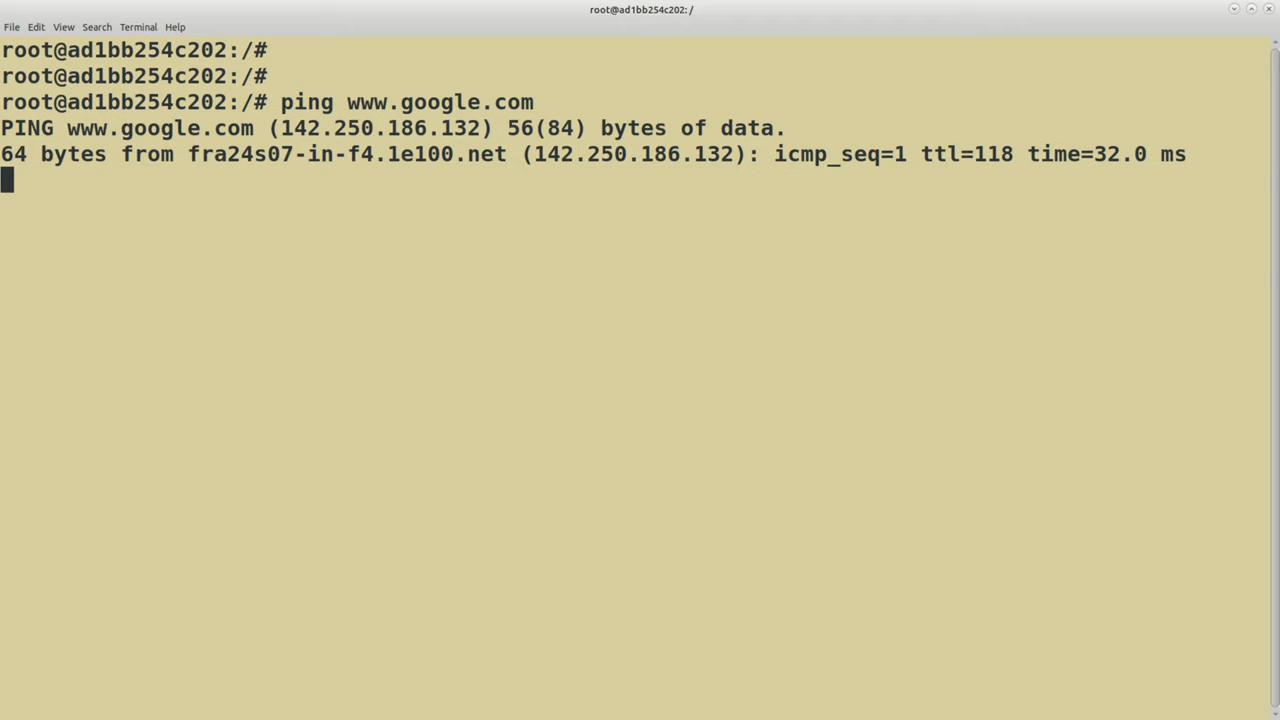 root@ad1bb254c202: /
File Edit View Search Terminal Help
root@ad1bb254c202:/#
root@ad1bb254c202:/#
root@ad1bb254c202:/# ping www.google.com
PING www.google.com (142.250.186.132) 56(84) bytes of data.
64 bytes from fra24s07-in-f4.1e100.net (142.250.186.132): icmp_seq=1 ttl=118 time=32.0 ms